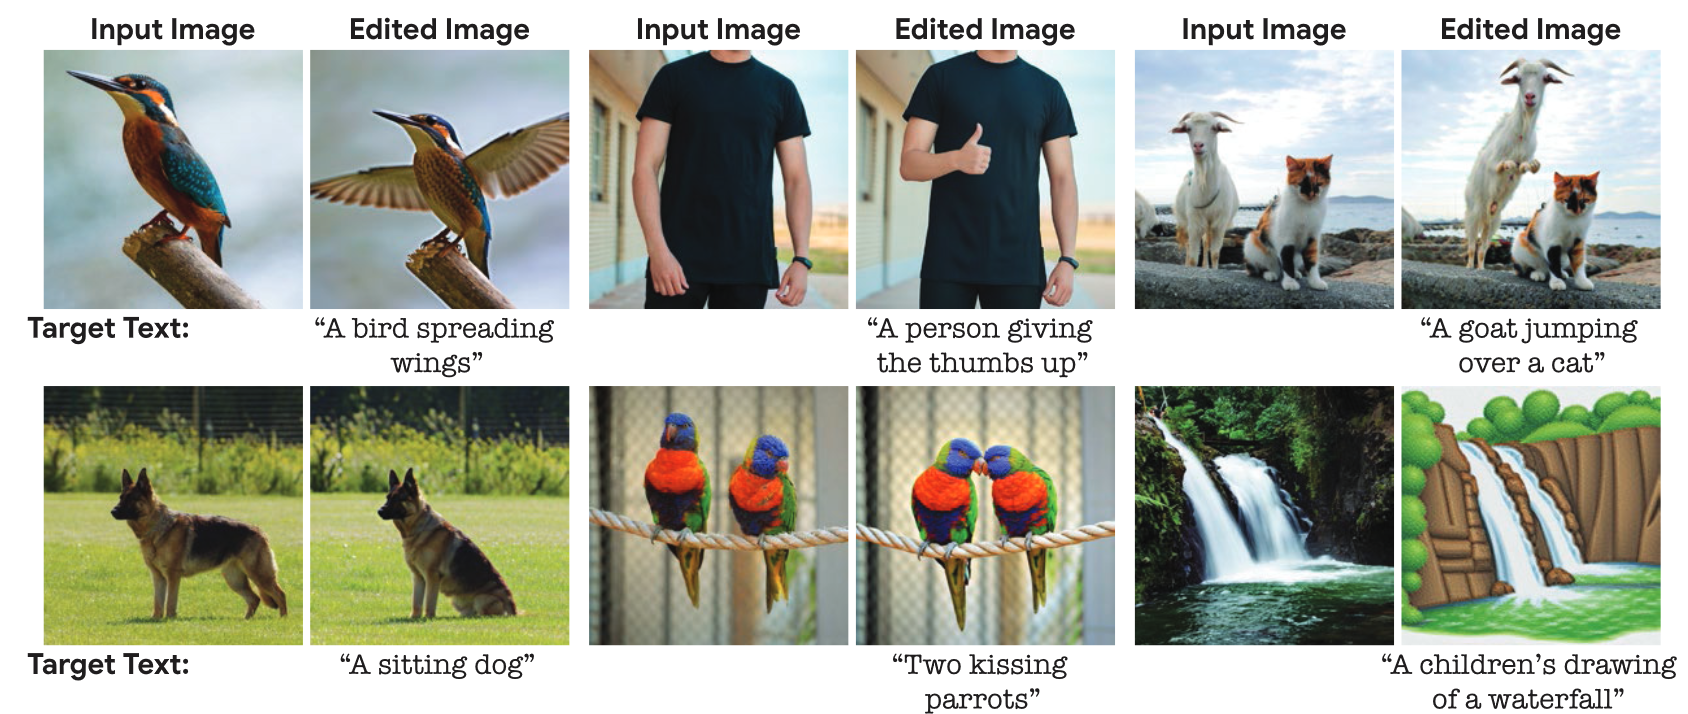 Input Image Edited Image Input Image Edited Image Input Image Edited Image
Target Text: “A bird spreading “A person giving “A goat jumping
wings” the thumbs up” over a cat”
Target Text: “A sitting dog” “Two kissing “A children’s drawing
parrots” of a waterfall”